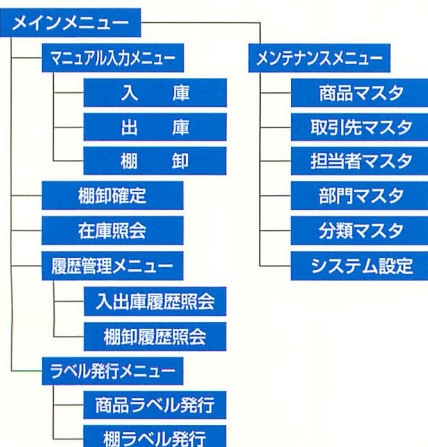 メインメニュー
マニュアル入力メニュー
入 庫
出 庫
棚 卸
棚卸確定
在庫照会
履歴管理メニュー
入出庫履歴照会
棚卸履歴照会
ラベル発行メニュー
商品ラベル発行
棚ラベル発行
メンテナンスメニュー
商品マスタ
取引先マスタ
担当者マスタ
部門マスタ
分類マスタ
システム設定